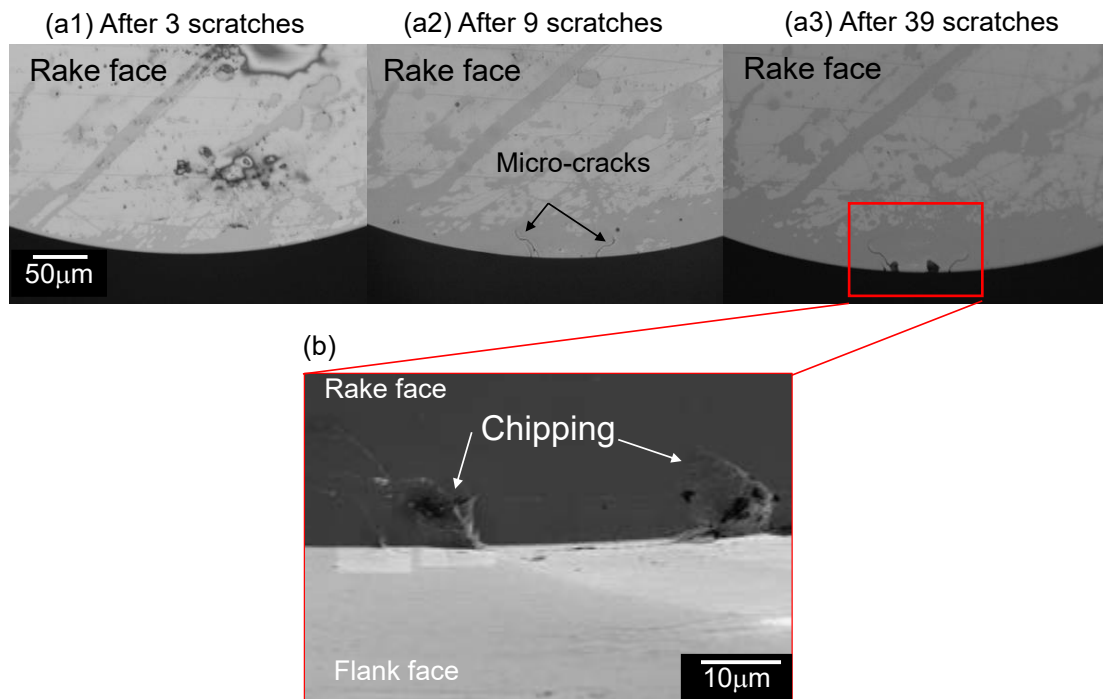 (a1) After 3 scratches
(a2) After 9 scratches
(a3) After 39 scratches
Rake face
Rake face
Rake face
Micro-cracks
50μm
(b)
Rake face
Chipping
Flank face
10μm